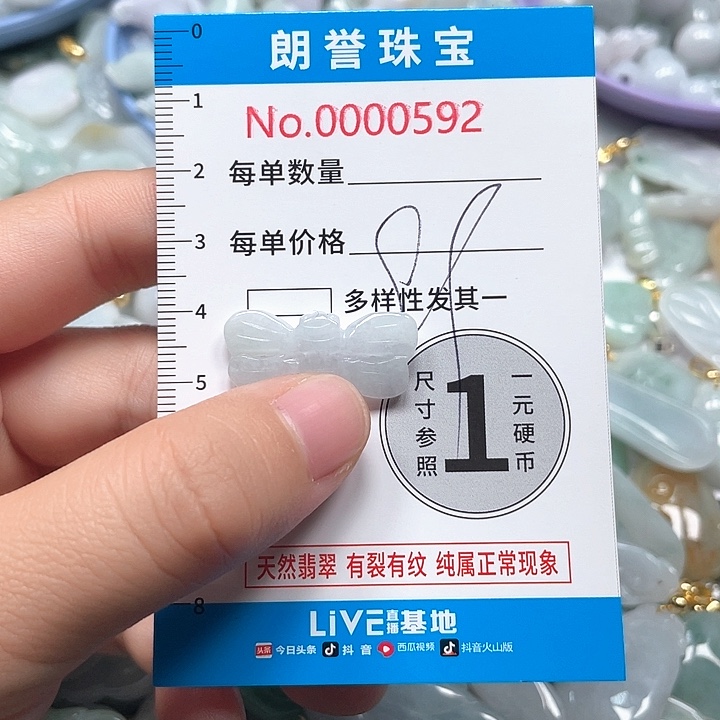 朗誉珠宝
No.0000592
每单数量
每单价格
多样性发其一
0
1
2
3
4
5
8
尺寸参照
1
一元硬币
天然翡翠 有裂有纹 纯属正常现象
LiVE直播基地
头条 今日头条 抖音 西瓜视频 抖音火山版